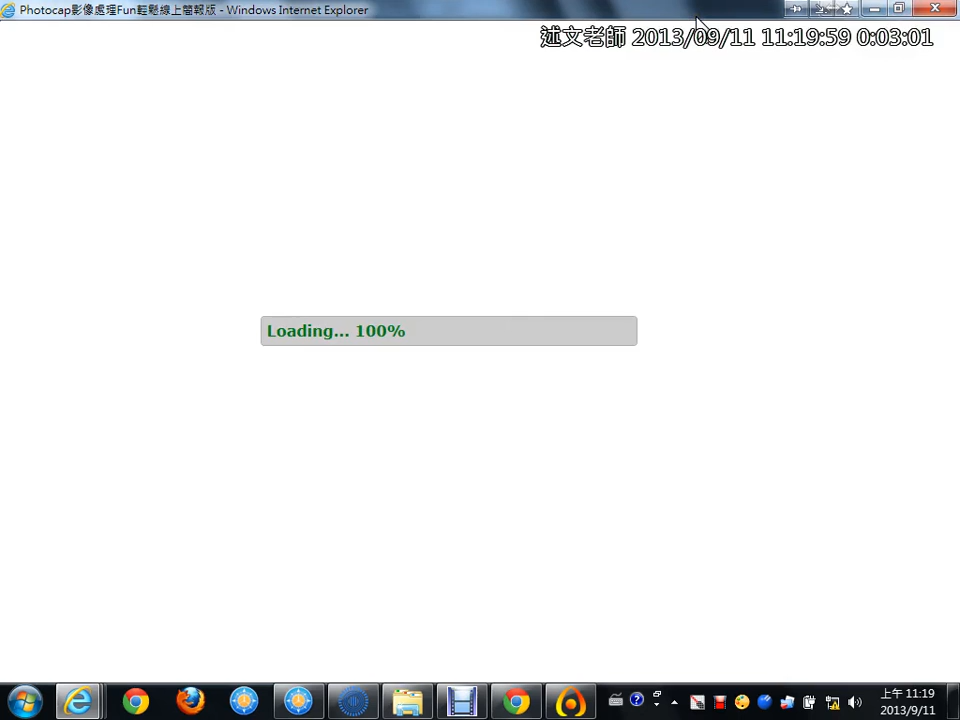 Photocap影像處理Fun輕鬆線上簡報版 - Windows Internet Explorer
述文老師 2013/09/11 11:19:59 0:03:01
Loading... 100%
上午 11:19
2013/9/11